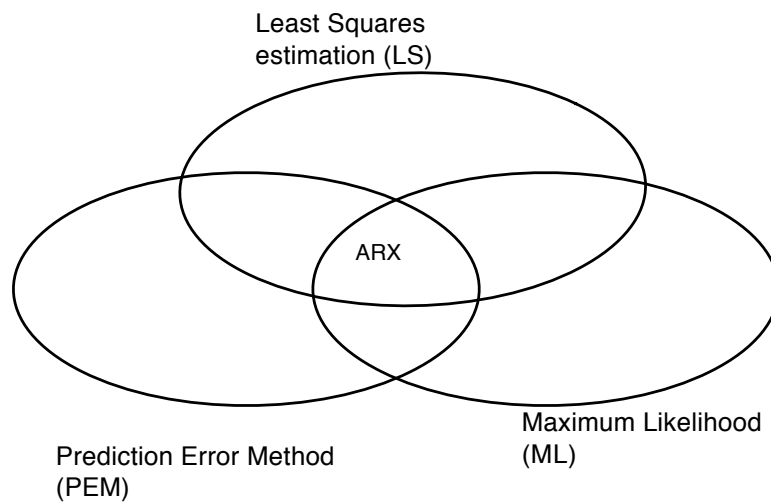 Least Squares
estimation (LS)
ARX
Maximum Likelihood
(ML)
Prediction Error Method
(PEM)